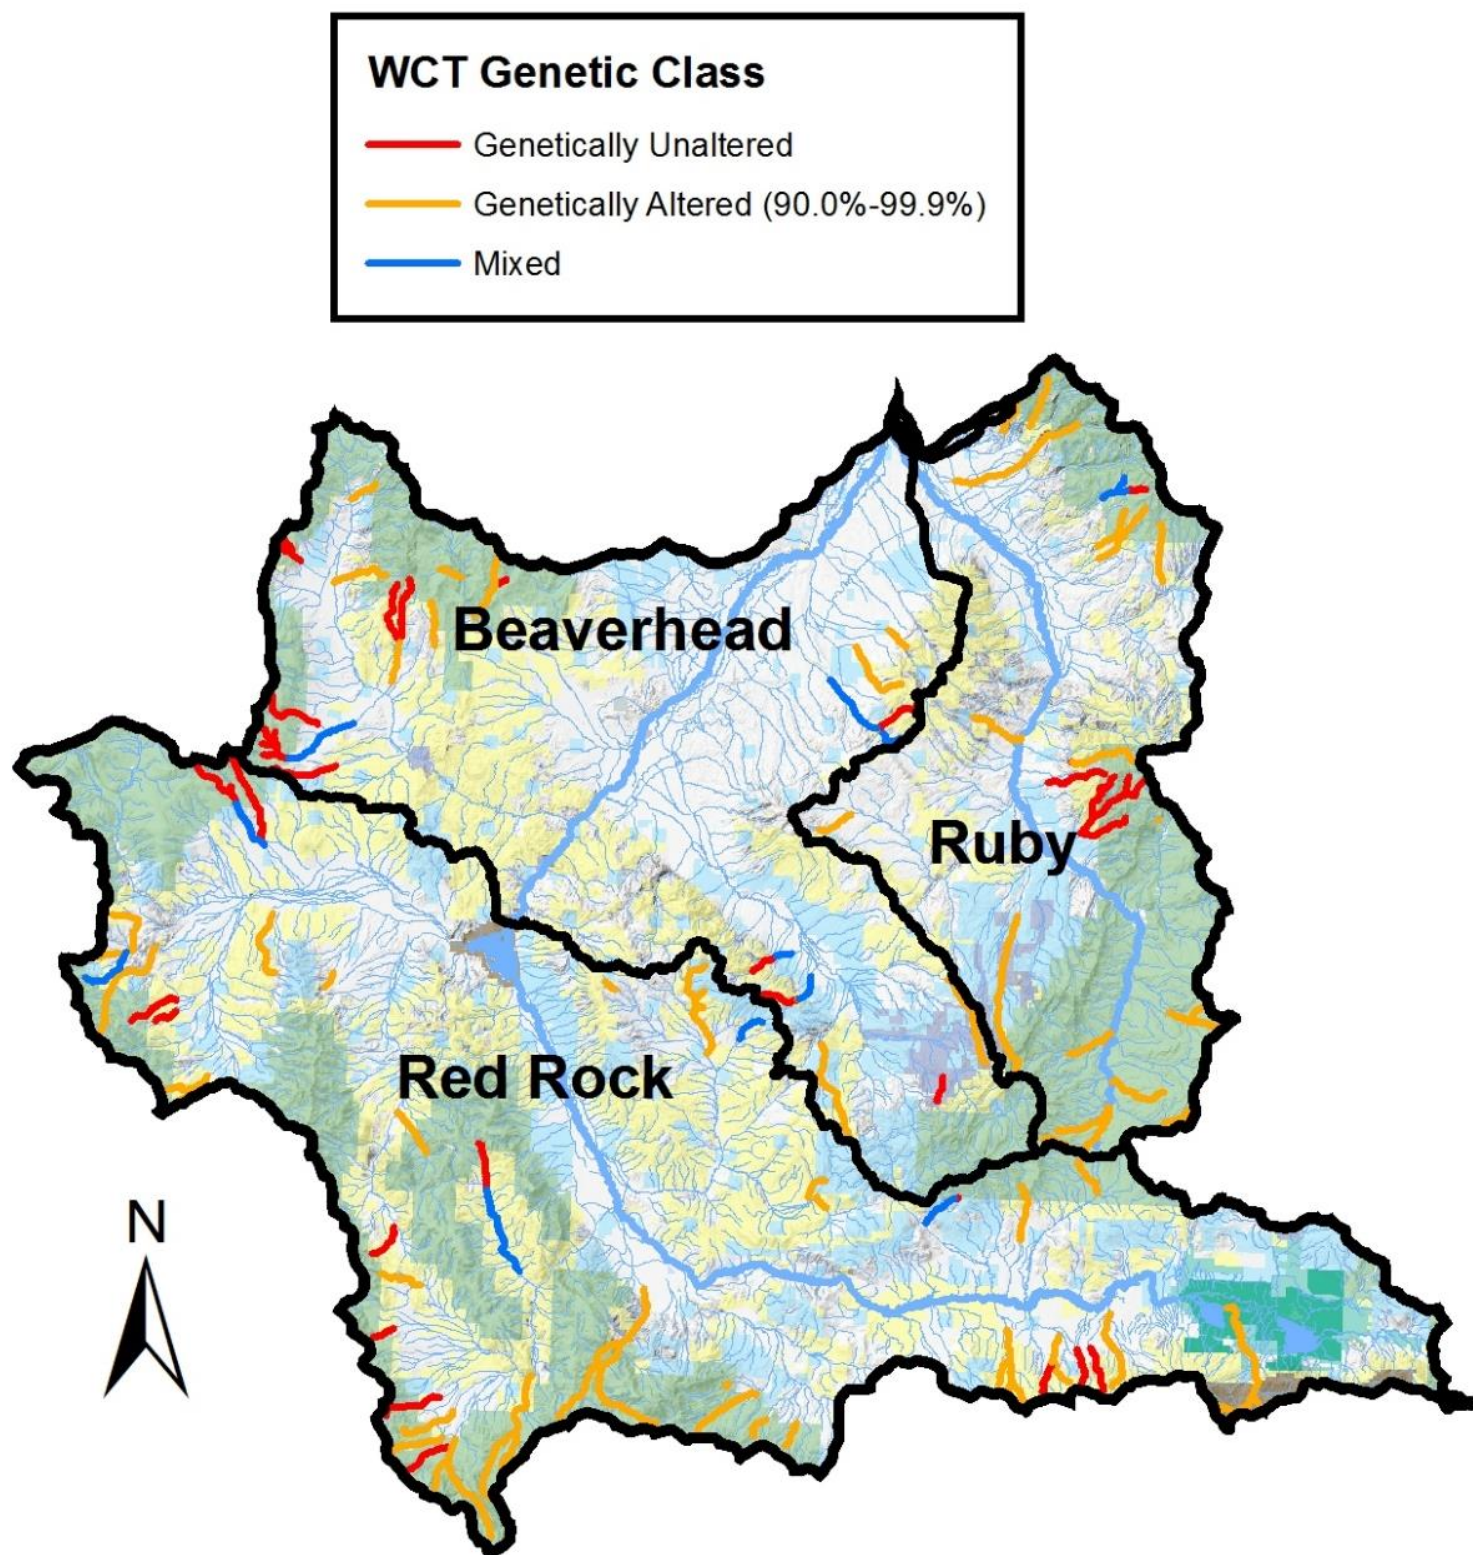 WCT Genetic Class
Genetically Unaltered
Genetically Altered (90.0%-99.9%)
Mixed
Beaverhead
Ruby
Red Rock
N